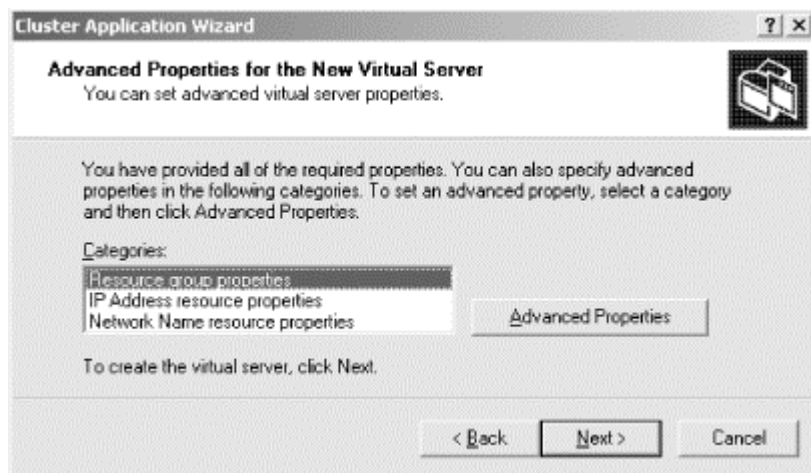 Cluster Application Wizard
? ×
Advanced Properties for the New Virtual Server
You can set advanced virtual server properties.
You have provided all of the required properties. You can also specify advanced
properties in the following categories. To set an advanced property, select a category
and then click Advanced Properties.
Categories:
Resource group properties
IP Address resource properties
Network Name resource properties
Advanced Properties
To create the virtual server, click Next.
< Back
Next >
Cancel